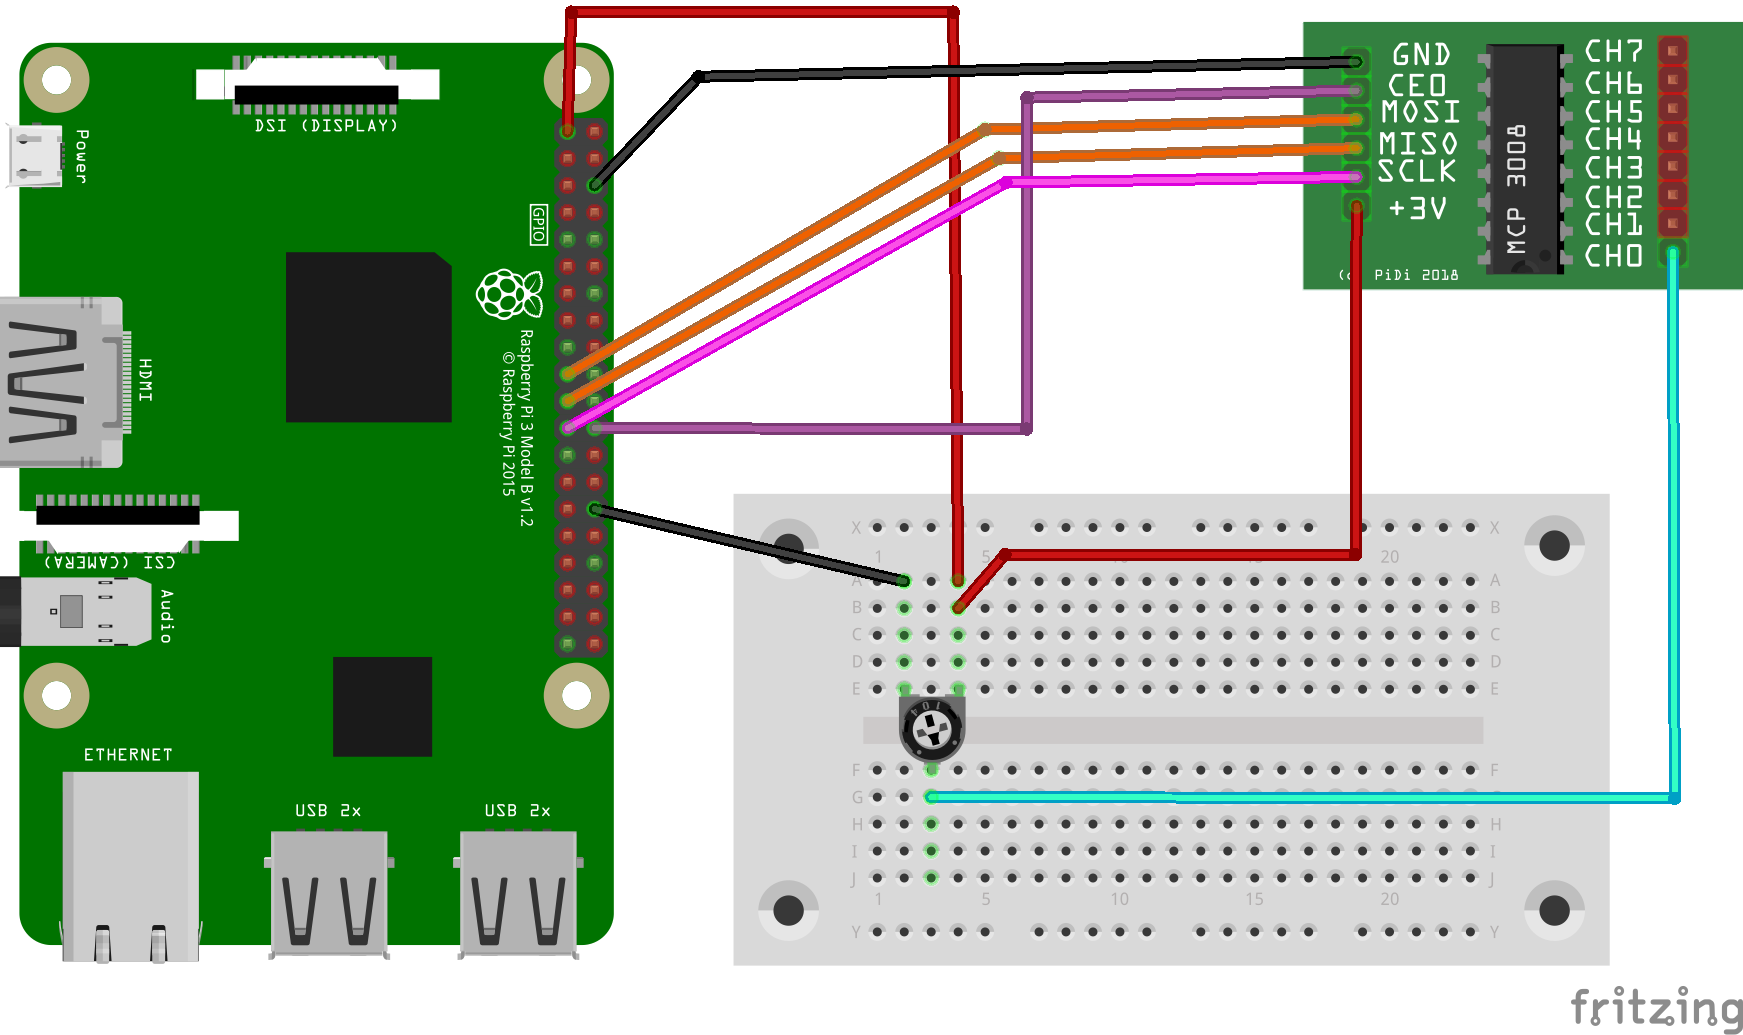 DSI (DISPLAY)
Power
GPIO
HDMI
Raspberry Pi 3 Model B v1.2
© Raspberry Pi 2015
CSI (CAMERA)
Audio
ETHERNET
USB 2x
USB 2x
GND
CE0
MOSI
MISO
SCLK
+3V
MCP 3008
CH7
CH6
CH5
CH4
CH3
CH2
CH1
CH0
PiDi 2018
X X
1 5 20
A A
B B
C C
D D
E E
104
F F
G
H H
I I
J J
1 5 10 15 20
Y Y
fritzing